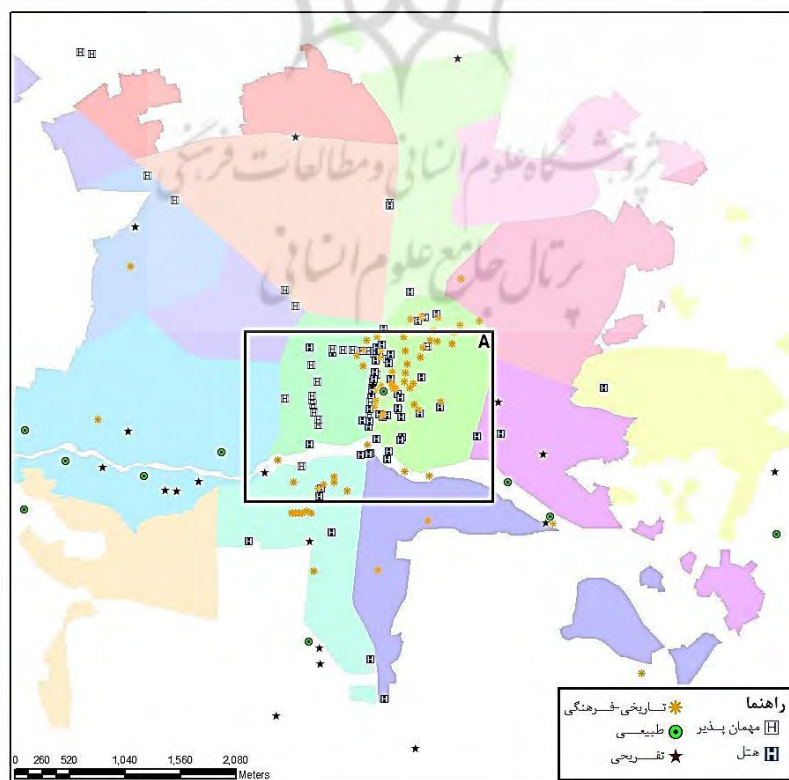 پژوهشگاه علوم انسانی و مطالعات فرهنگی
پرتال جامع علوم انسانی
A
راهنما
تاریخی-فرهنگی
مهمان پذیر
طبیعی
هتل
تفریحی
0 260 520 1,040 1,560 2,080
Meters